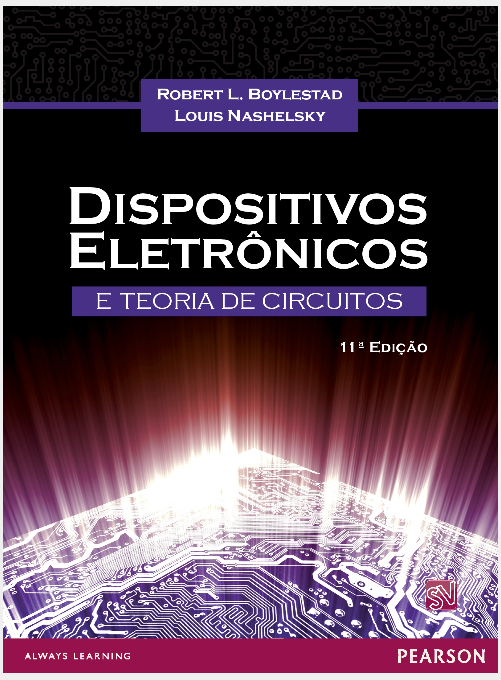 Robert L. Boylestad
Louis Nashelsky
Dispositivos
Eletrônicos
e teoria de circuitos
11ª Edição
SV
ALWAYS LEARNING
PEARSON